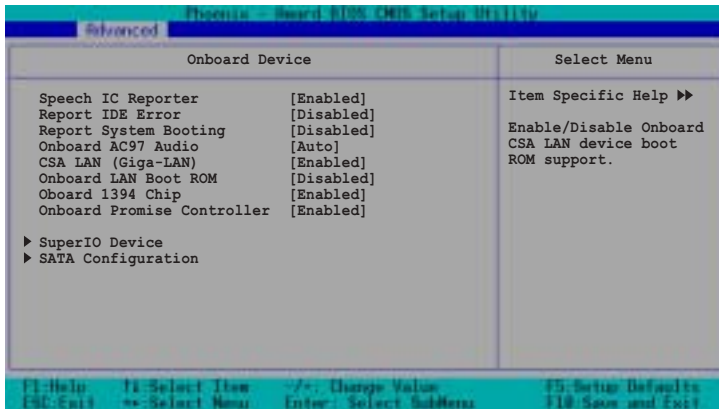 Phoenix - Award BIOS CMOS Setup Utility
Advanced
Onboard Device
Select Menu
Speech IC Reporter [Enabled]
Report IDE Error [Disabled]
Report System Booting [Disabled]
Onboard AC97 Audio [Auto]
CSA LAN (Giga-LAN) [Enabled]
Onboard LAN Boot ROM [Disabled]
Oboard 1394 Chip [Enabled]
Onboard Promise Controller [Enabled]
SuperIO Device
SATA Configuration
Item Specific Help ▶▶
Enable/Disable Onboard
CSA LAN device boot
ROM support.
F1:Help ↑↓:Select Item -/+: Change Value F5:Setup Defaults
ESC:Exit ↔:Select Menu Enter: Select SubMenu F10:Save and Exit